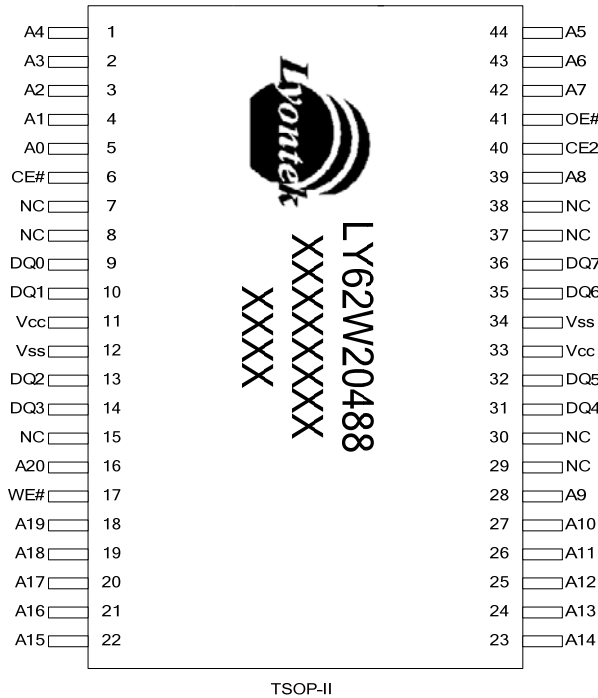 A4 1 44 A5
A3 2 43 A6
A2 3 42 A7
A1 4 41 OE#
A0 5 40 CE2
CE# 6 39 A8
NC 7 38 NC
NC 8 37 NC
DQ0 9 36 DQ7
DQ1 10 35 DQ6
Vcc 11 34 Vss
Vss 12 33 Vcc
DQ2 13 32 DQ5
DQ3 14 31 DQ4
NC 15 30 NC
A20 16 29 NC
WE# 17 28 A9
A19 18 27 A10
A18 19 26 A11
A17 20 25 A12
A16 21 24 A13
A15 22 23 A14
Lyontek
LY62W20488
XXXXXXXX
XXXX
TSOP-II